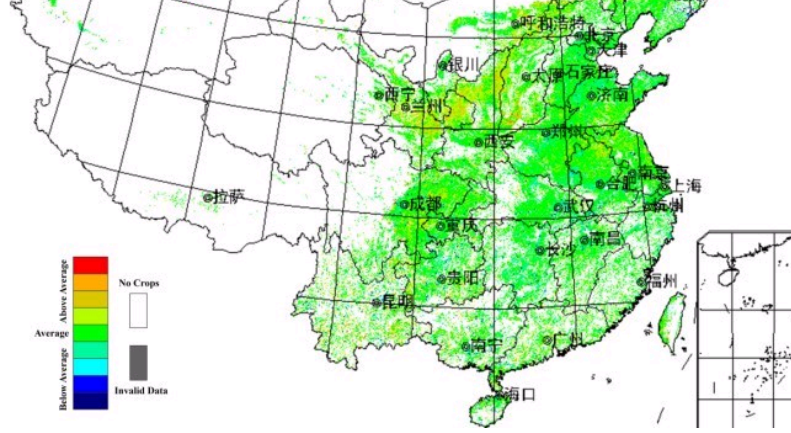 呼和浩特
北京
天津
银川
太原
石家庄
济南
西宁
兰州
郑州
西安
南京
合肥
上海
拉萨
成都
武汉
杭州
重庆
南昌
长沙
贵阳
福州
昆明
南宁
广州
海口
Above Average
Average
Below Average
No Crops
Invalid Data